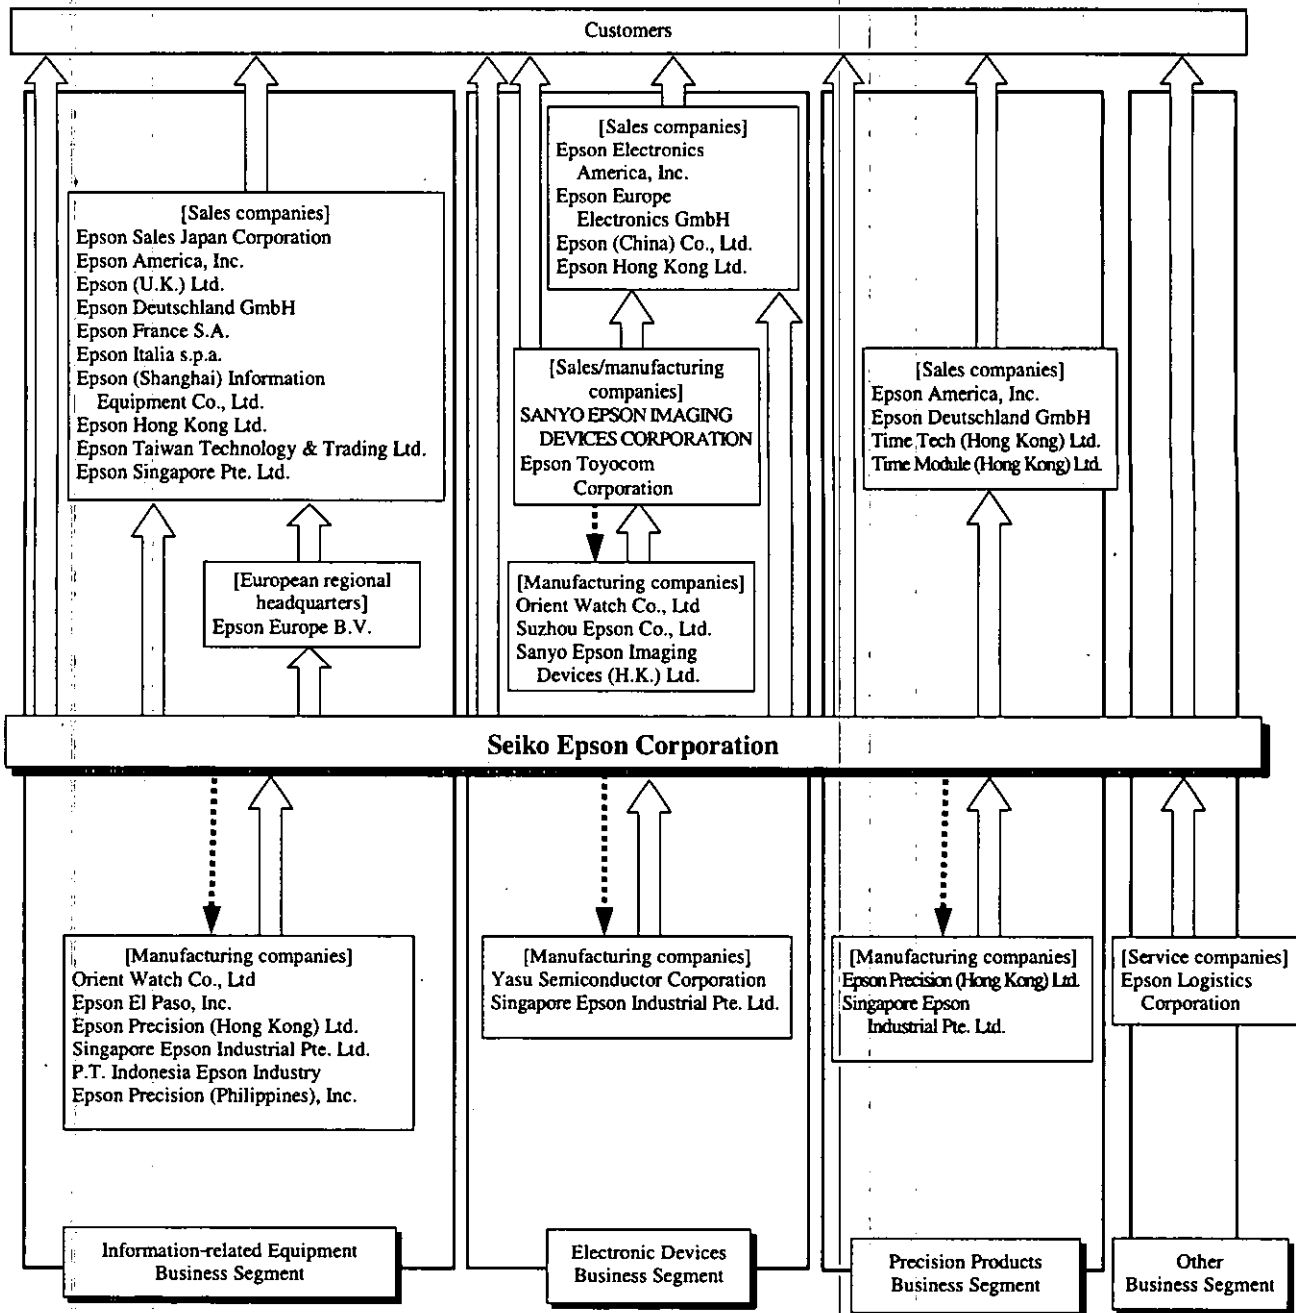 Customers
[Sales companies]
Epson Sales Japan Corporation
Epson America, Inc.
Epson (U.K.) Ltd.
Epson Deutschland GmbH
Epson France S.A.
Epson Italia s.p.a.
Epson (Shanghai) Information
Equipment Co., Ltd.
Epson Hong Kong Ltd.
Epson Taiwan Technology & Trading Ltd.
Epson Singapore Pte. Ltd.
[European regional
headquarters]
Epson Europe B.V.
[Sales companies]
Epson Electronics
America, Inc.
Epson Europe
Electronics GmbH
Epson (China) Co., Ltd.
Epson Hong Kong Ltd.
[Sales/manufacturing
companies]
SANYO EPSON IMAGING
DEVICES CORPORATION
Epson Toyocom
Corporation
[Manufacturing companies]
Orient Watch Co., Ltd
Suzhou Epson Co., Ltd.
Sanyo Epson Imaging
Devices (H.K.) Ltd.
[Sales companies]
Epson America, Inc.
Epson Deutschland GmbH
Time Tech (Hong Kong) Ltd.
Time Module (Hong Kong) Ltd.
Seiko Epson Corporation
[Manufacturing companies]
Orient Watch Co., Ltd
Epson El Paso, Inc.
Epson Precision (Hong Kong) Ltd.
Singapore Epson Industrial Pte. Ltd.
P.T. Indonesia Epson Industry
Epson Precision (Philippines), Inc.
[Manufacturing companies]
Yasu Semiconductor Corporation
Singapore Epson Industrial Pte. Ltd.
[Manufacturing companies]
Epson Precision (Hong Kong) Ltd.
Singapore Epson
Industrial Pte. Ltd.
[Service companies]
Epson Logistics
Corporation
Information-related Equipment
Business Segment
Electronic Devices
Business Segment
Precision Products
Business Segment
Other
Business Segment